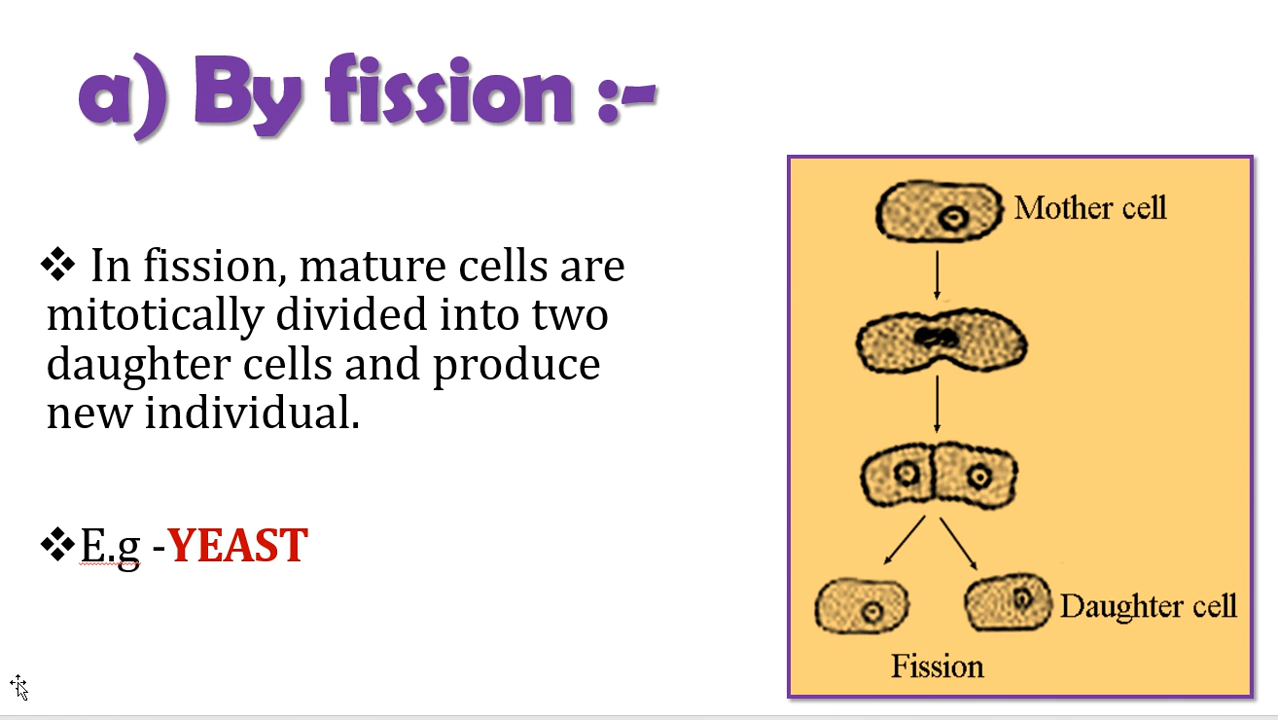 a) By fission :-
❖ In fission, mature cells are
mitotically divided into two
daughter cells and produce
new individual.
❖E.g -YEAST
Mother cell
Daughter cell
Fission